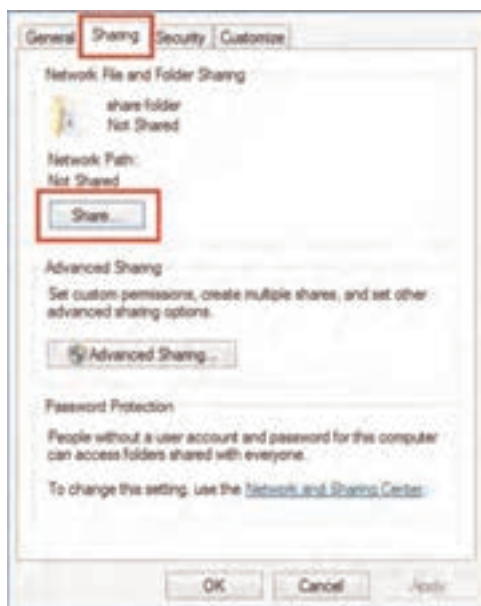 General Sharing Security Customize
Network File and Folder Sharing
share folder
Not Shared
Network Path:
Not Shared
Share...
Advanced Sharing
Set custom permissions, create multiple shares, and set other
advanced sharing options.
Advanced Sharing...
Password Protection
People without a user account and password for this computer
can access folders shared with everyone.
To change this setting, use the Network and Sharing Center.
OK Cancel Apply